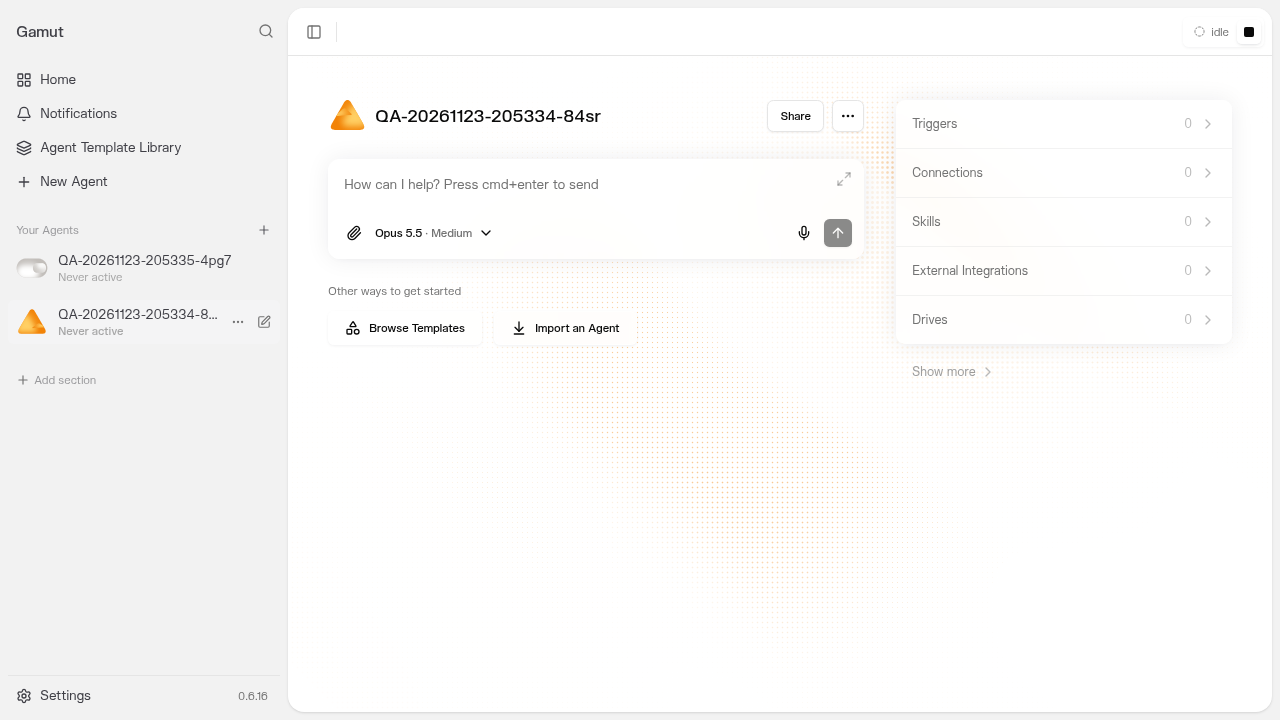 Gamut
Home
Notifications
Agent Template Library
New Agent
Your Agents
QA-20261123-205335-4pg7
Never active
QA-20261123-205334-8...
Never active
Add section
Settings
0.6.16
idle
QA-20261123-205334-84sr
Share
How can I help? Press cmd+enter to send
Opus 5.5 · Medium
Other ways to get started
Browse Templates
Import an Agent
Triggers 0
Connections 0
Skills 0
External Integrations 0
Drives 0
Show more